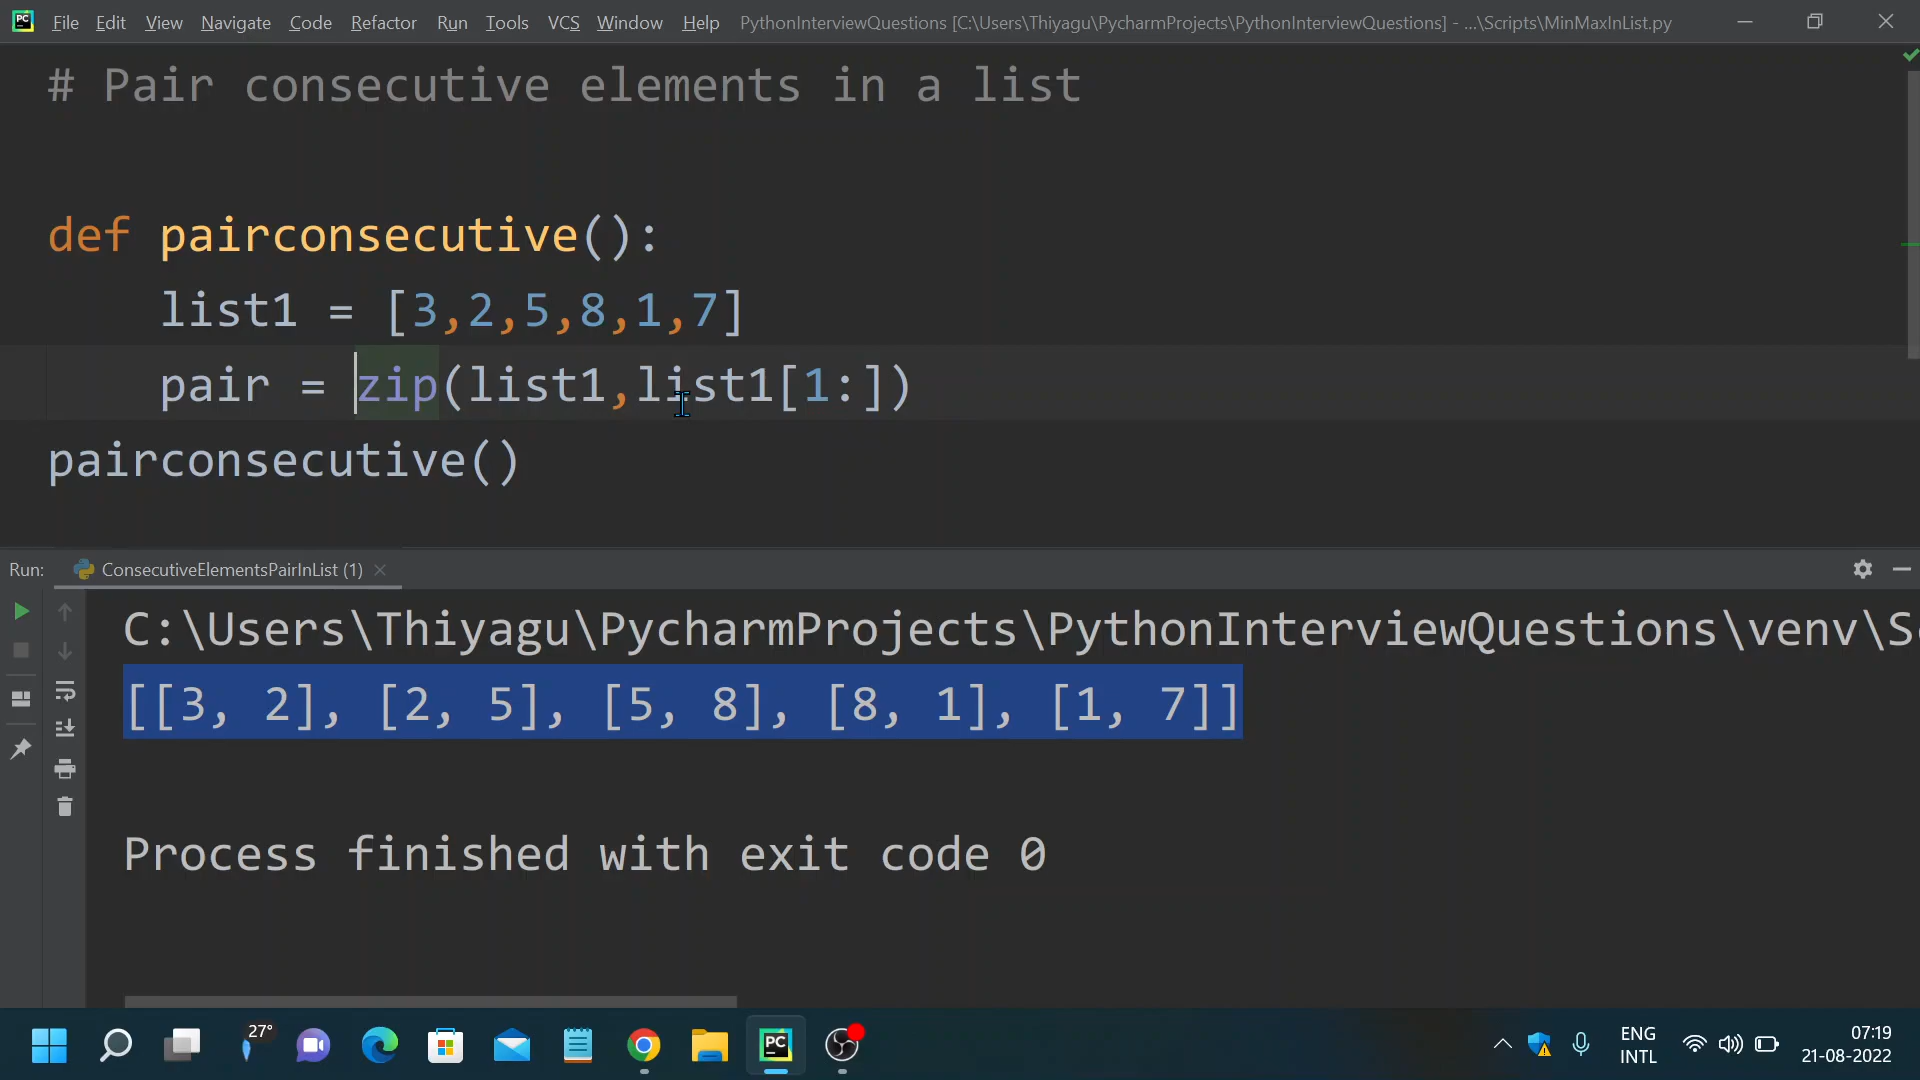 File Edit View Navigate Code Refactor Run Tools VCS Window Help PythonInterviewQuestions [C:\Users\Thiyagu\PycharmProjects\PythonInterviewQuestions] - ...\Scripts\MinMaxInList.py
# Pair consecutive elements in a list
def pairconsecutive():
list1 = [3,2,5,8,1,7]
pair = zip(list1,list1[1:])
pairconsecutive()
Run: ConsecutiveElementsPairInList (1)
C:\Users\Thiyagu\PycharmProjects\PythonInterviewQuestions\venv\S
[[3, 2], [2, 5], [5, 8], [8, 1], [1, 7]]
Process finished with exit code 0
27°
PC
ENG
INTL
07:19
21-08-2022